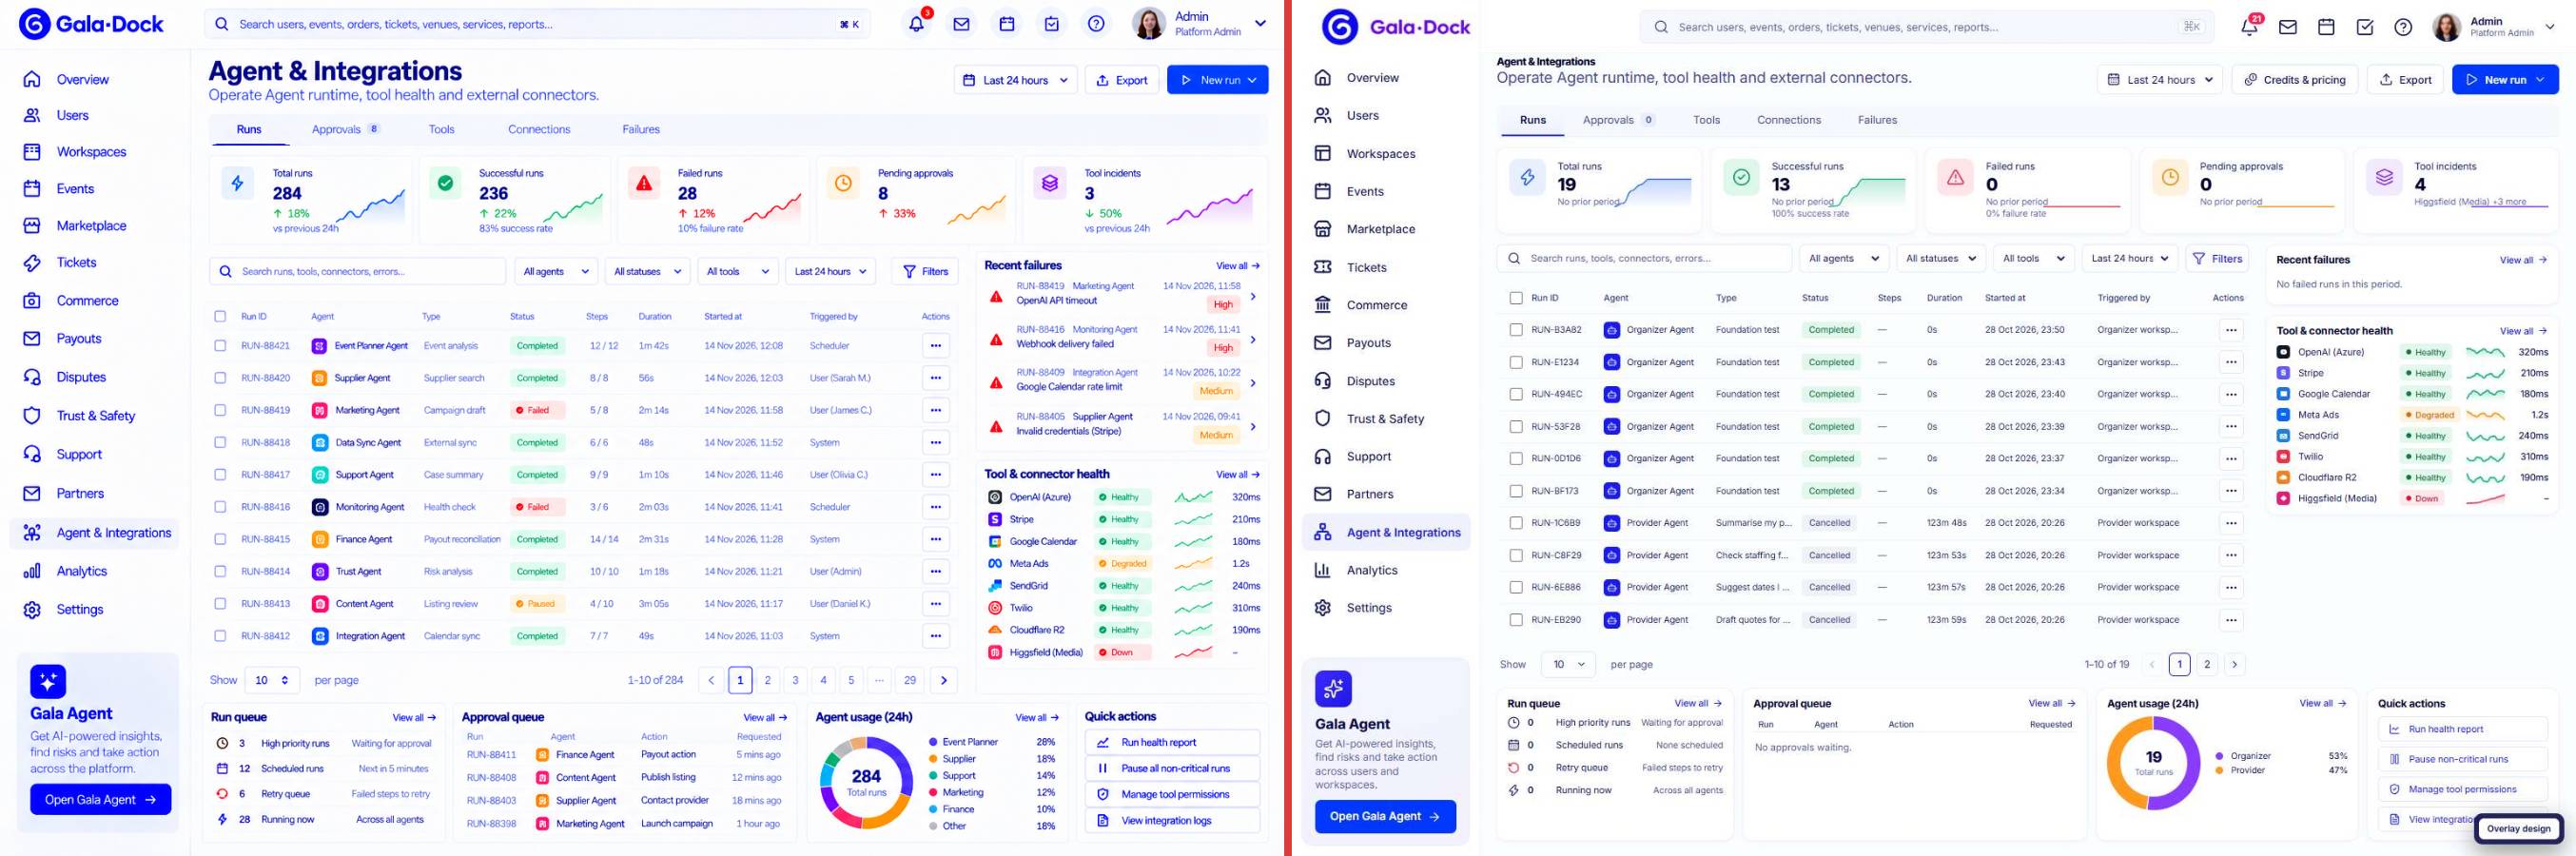 Gala·Dock
Search users, events, orders, tickets, venues, services, reports...
⌘ K
3
Admin
Platform Admin
Overview
Users
Workspaces
Events
Marketplace
Tickets
Commerce
Payouts
Disputes
Trust & Safety
Support
Partners
Agent & Integrations
Analytics
Settings
Gala Agent
Get AI-powered insights,
find risks and take action
across the platform.
Open Gala Agent →
Agent & Integrations
Operate Agent runtime, tool health and external connectors.
Last 24 hours
Export
New run
Runs
Approvals 8
Tools
Connections
Failures
Total runs
284
↑ 18%
vs previous 24h
Successful runs
236
↑ 22%
83% success rate
Failed runs
28
↑ 12%
10% failure rate
Pending approvals
8
↑ 33%
Tool incidents
3
↓ 50%
vs previous 24h
Search runs, tools, connectors, errors...
All agents
All statuses
All tools
Last 24 hours
Filters
Run ID Agent Type Status Steps Duration Started at Triggered by Actions
RUN-88421 Event Planner Agent Event analysis Completed 12 / 12 1m 42s 14 Nov 2026, 12:08 Scheduler
RUN-88420 Supplier Agent Supplier search Completed 8 / 8 56s 14 Nov 2026, 12:03 User (Sarah M.)
RUN-88419 Marketing Agent Campaign draft Failed 5 / 8 2m 14s 14 Nov 2026, 11:58 User (James C.)
RUN-88418 Data Sync Agent External sync Completed 6 / 6 48s 14 Nov 2026, 11:52 System
RUN-88417 Support Agent Case summary Completed 9 / 9 1m 10s 14 Nov 2026, 11:46 User (Olivia C.)
RUN-88416 Monitoring Agent Health check Failed 3 / 6 2m 03s 14 Nov 2026, 11:41 Scheduler
RUN-88415 Finance Agent Payout reconciliation Completed 14 / 14 2m 31s 14 Nov 2026, 11:28 System
RUN-88414 Trust Agent Risk analysis Completed 10 / 10 1m 18s 14 Nov 2026, 11:21 User (Admin)
RUN-88413 Content Agent Listing review Paused 4 / 10 3m 05s 14 Nov 2026, 11:17 User (Daniel K.)
RUN-88412 Integration Agent Calendar sync Completed 7 / 7 49s 14 Nov 2026, 11:03 System
Show 10 per page
1-10 of 284
1 2 3 4 5 ··· 29
Recent failures
View all →
RUN-88419 Marketing Agent 14 Nov 2026, 11:58
OpenAI API timeout High
RUN-88416 Monitoring Agent 14 Nov 2026, 11:41
Webhook delivery failed High
RUN-88409 Integration Agent 14 Nov 2026, 10:22
Google Calendar rate limit Medium
RUN-88405 Supplier Agent 14 Nov 2026, 09:41
Invalid credentials (Stripe) Medium
Tool & connector health
View all →
OpenAI (Azure) Healthy 320ms
Stripe Healthy 210ms
Google Calendar Healthy 180ms
Meta Ads Degraded 1.2s
SendGrid Healthy 240ms
Twilio Healthy 310ms
Cloudflare R2 Healthy 190ms
Higgsfield (Media) Down –
Run queue
View all →
3 High priority runs Waiting for approval
12 Scheduled runs Next in 5 minutes
6 Retry queue Failed steps to retry
28 Running now Across all agents
Approval queue
View all →
Run Agent Action Requested
RUN-88411 Finance Agent Payout action 5 mins ago
RUN-88408 Content Agent Publish listing 12 mins ago
RUN-88403 Supplier Agent Contact provider 18 mins ago
RUN-88398 Marketing Agent Launch campaign 1 hour ago
Agent usage (24h)
View all →
284
Total runs
Event Planner 28%
Supplier 18%
Support 14%
Marketing 12%
Finance 10%
Other 18%
Quick actions
Run health report
Pause all non-critical runs
Manage tool permissions
View integration logs
Gala·Dock
Search users, events, orders, tickets, venues, services, reports...
⌘K
21
Admin
Platform Admin
Overview
Users
Workspaces
Events
Marketplace
Tickets
Commerce
Payouts
Disputes
Trust & Safety
Support
Partners
Agent & Integrations
Analytics
Settings
Gala Agent
Get AI-powered insights,
find risks and take action
across users and
workspaces.
Open Gala Agent →
Agent & Integrations
Operate Agent runtime, tool health and external connectors.
Last 24 hours
Credits & pricing
Export
New run
Runs
Approvals 0
Tools
Connections
Failures
Total runs
19
No prior period
Successful runs
13
No prior period
100% success rate
Failed runs
0
No prior period
0% failure rate
Pending approvals
0
No prior period
Tool incidents
4
Higgsfield (Media) +3 more
Search runs, tools, connectors, errors...
All agents
All statuses
All tools
Last 24 hours
Filters
Run ID Agent Type Status Steps Duration Started at Triggered by Actions
RUN-B3A82 Organizer Agent Foundation test Completed — 0s 28 Oct 2026, 23:50 Organizer worksp...
RUN-E1234 Organizer Agent Foundation test Completed — 0s 28 Oct 2026, 23:43 Organizer worksp...
RUN-494EC Organizer Agent Foundation test Completed — 0s 28 Oct 2026, 23:40 Organizer worksp...
RUN-53F28 Organizer Agent Foundation test Completed — 0s 28 Oct 2026, 23:39 Organizer worksp...
RUN-0D1D6 Organizer Agent Foundation test Completed — 0s 28 Oct 2026, 23:37 Organizer worksp...
RUN-BF173 Organizer Agent Foundation test Completed — 0s 28 Oct 2026, 23:34 Organizer worksp...
RUN-1C6B9 Provider Agent Summarise my p... Cancelled — 123m 48s 28 Oct 2026, 20:26 Provider workspace
RUN-C8F29 Provider Agent Check staffing f... Cancelled — 123m 53s 28 Oct 2026, 20:26 Provider workspace
RUN-6E886 Provider Agent Suggest dates i ... Cancelled — 123m 57s 28 Oct 2026, 20:26 Provider workspace
RUN-EB290 Provider Agent Draft quotes for ... Cancelled — 123m 59s 28 Oct 2026, 20:26 Provider workspace
Show 10 per page
1–10 of 19
1 2
Recent failures
View all →
No failed runs in this period.
Tool & connector health
View all →
OpenAI (Azure) Healthy 320ms
Stripe Healthy 210ms
Google Calendar Healthy 180ms
Meta Ads Degraded 1.2s
SendGrid Healthy 240ms
Twilio Healthy 310ms
Cloudflare R2 Healthy 190ms
Higgsfield (Media) Down –
Run queue
View all →
0 High priority runs Waiting for approval
0 Scheduled runs None scheduled
0 Retry queue Failed steps to retry
0 Running now Across all agents
Approval queue
View all →
Run Agent Action Requested
No approvals waiting.
Agent usage (24h)
View all →
19
Total runs
Organizer 53%
Provider 47%
Quick actions
Run health report
Pause non-critical runs
Manage tool permissions
View
Overlay design